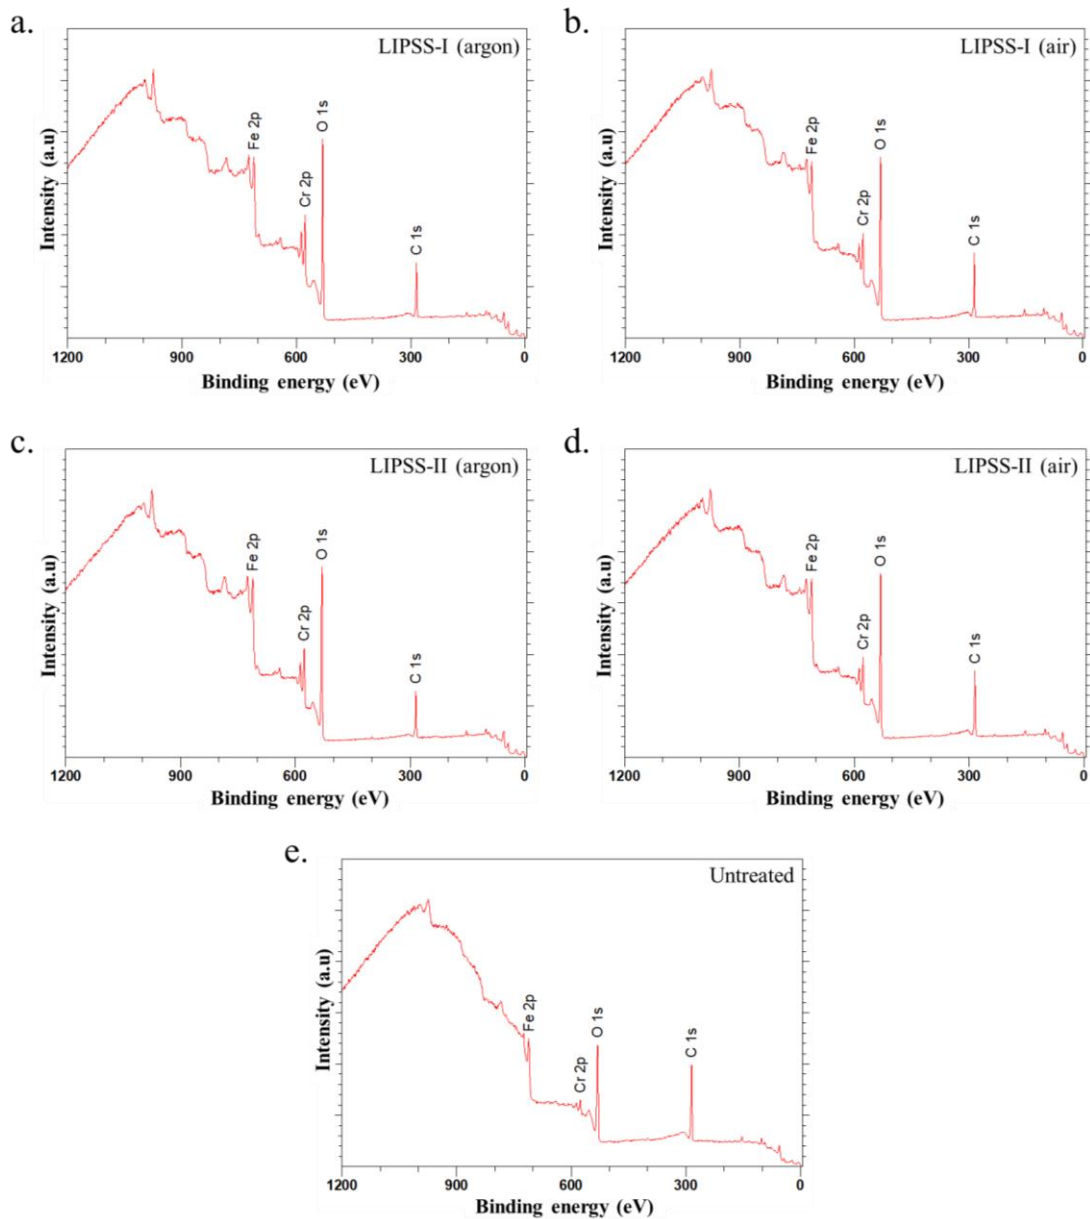 a.
LIPSS-I (argon)
Intensity (a.u)
Fe 2p
Cr 2p
O 1s
C 1s
1200 900 600 300 0
Binding energy (eV)
b.
LIPSS-I (air)
Intensity (a.u)
Fe 2p
Cr 2p
O 1s
C 1s
1200 900 600 300 0
Binding energy (eV)
c.
LIPSS-II (argon)
Intensity (a.u)
Fe 2p
Cr 2p
O 1s
C 1s
1200 900 600 300 0
Binding energy (eV)
d.
LIPSS-II (air)
Intensity (a.u)
Fe 2p
Cr 2p
O 1s
C 1s
1200 900 600 300 0
Binding energy (eV)
e.
Untreated
Intensity (a.u)
Fe 2p
Cr 2p
O 1s
C 1s
1200 900 600 300 0
Binding energy (eV)